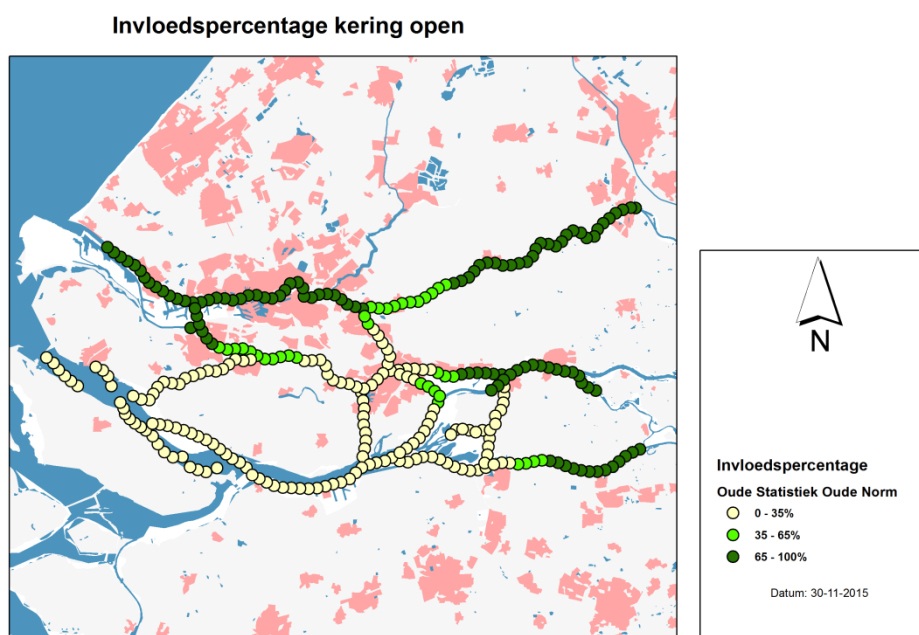 Invloedspercentage kering open
N
Invloedspercentage
Oude Statistiek Oude Norm
0 - 35%
35 - 65%
65 - 100%
Datum: 30-11-2015